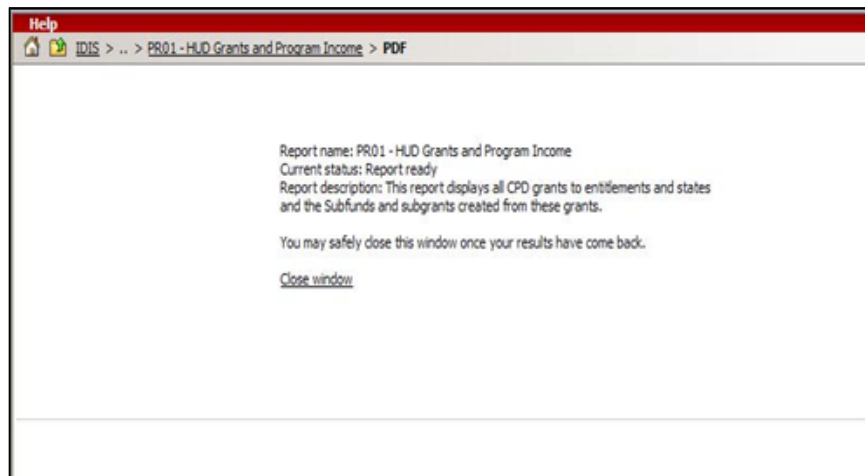 Help
IDIS > .. > PR01 - HUD Grants and Program Income > PDF
Report name: PR01 - HUD Grants and Program Income
Current status: Report ready
Report description: This report displays all CPD grants to entitlements and states
and the Subfunds and subgrants created from these grants.
You may safely close this window once your results have come back.
Close window